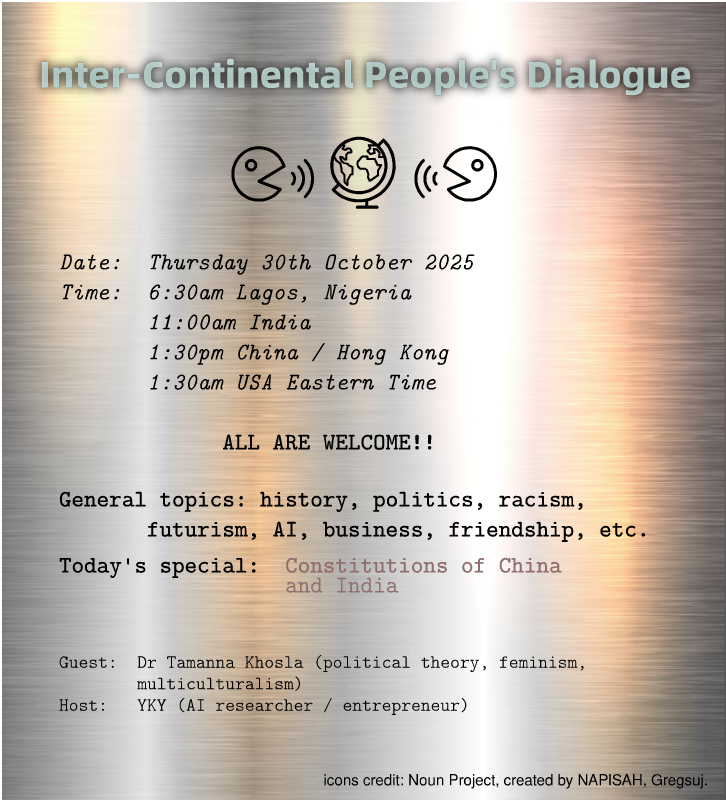 Inter-Continental People's Dialogue
Date: Thursday 30th October 2025
Time: 6:30am Lagos, Nigeria
11:00am India
1:30pm China / Hong Kong
1:30am USA Eastern Time
ALL ARE WELCOME!!
General topics: history, politics, racism,
futurism, AI, business, friendship, etc.
Today's special: Constitutions of China
and India
Guest: Dr Tamanna Khosla (political theory, feminism,
multiculturalism)
Host: YKY (AI researcher / entrepreneur)
icons credit: Noun Project, created by NAPISAH, Gregsuj.